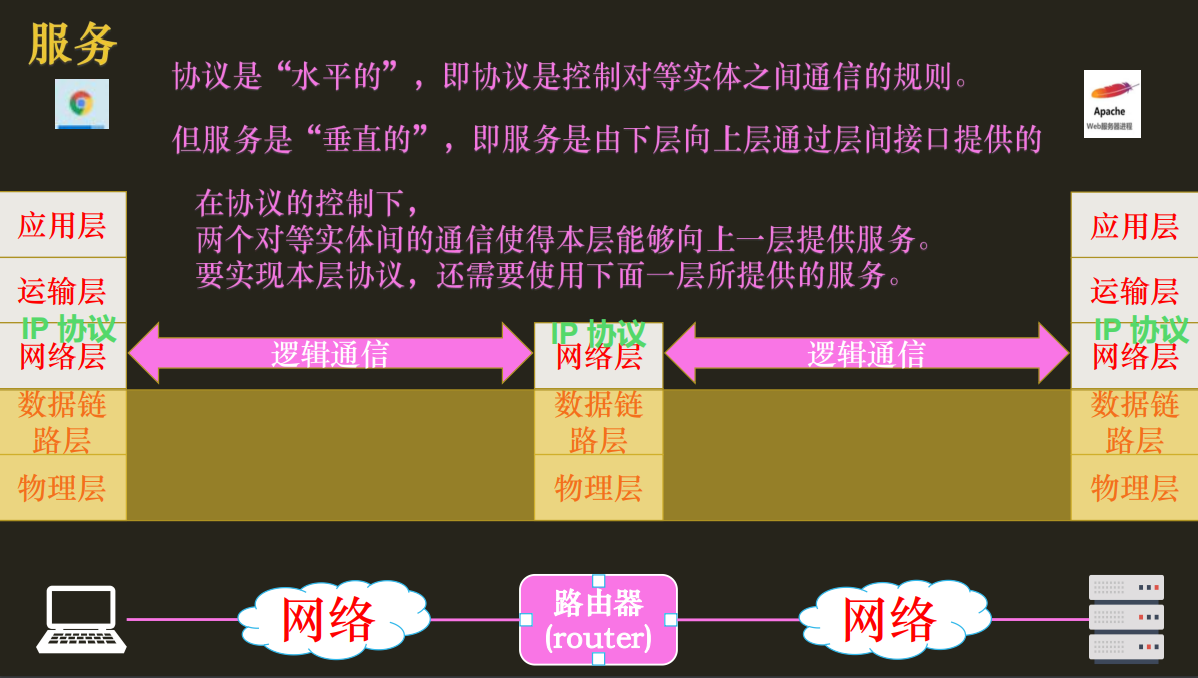 服务
协议是“水平的”，即协议是控制对等实体之间通信的规则。
Apache
Web服务器进程
但服务是“垂直的”，即服务是由下层向上层通过层间接口提供的
在协议的控制下，
两个对等实体间的通信使得本层能够向上一层提供服务。
要实现本层协议，还需要使用下面一层所提供的服务。
应用层
运输层
IP 协议
网络层
数据链
路层
物理层
逻辑通信
IP 协议
网络层
数据链
路层
物理层
逻辑通信
应用层
运输层
IP 协议
网络层
数据链
路层
物理层
网络
路由器
(router)
网络